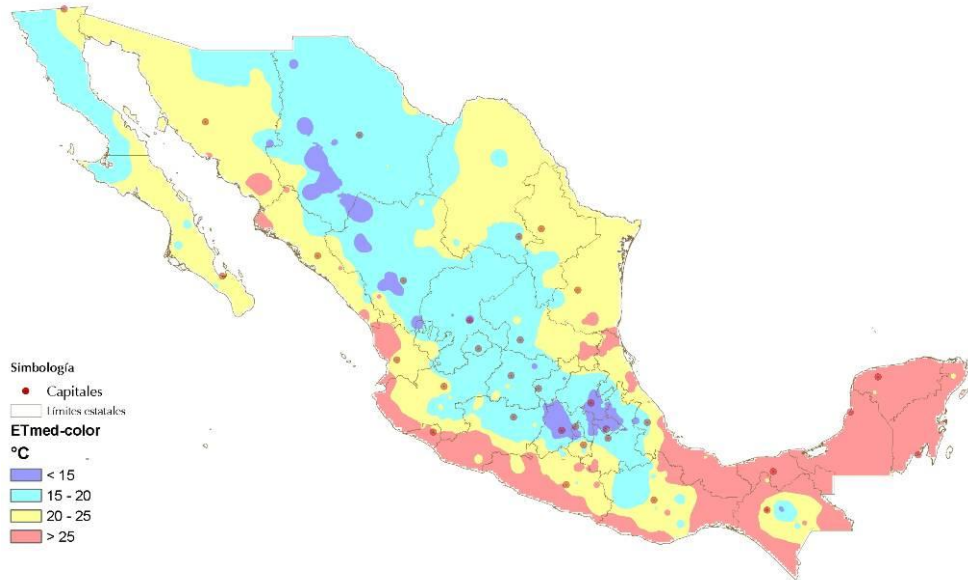 Simbología
Capitales
Límites estatales
ETmed-color
°C
< 15
15 - 20
20 - 25
> 25